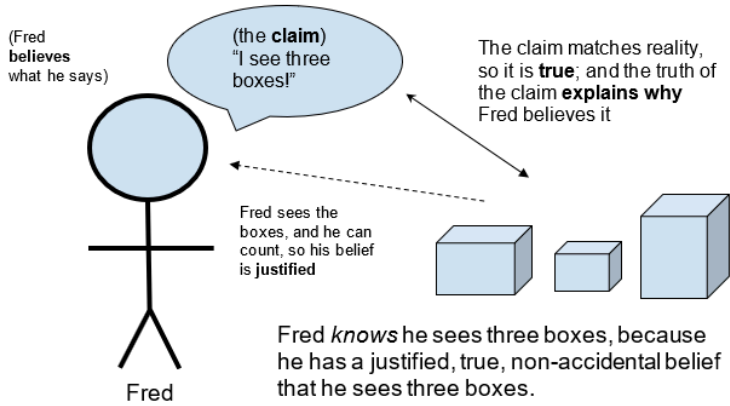 (Fred
believes
what he says)
(the claim)
“I see three
boxes!”
The claim matches reality,
so it is true; and the truth of
the claim explains why
Fred believes it
Fred sees the
boxes, and he can
count, so his belief
is justified
Fred knows he sees three boxes, because
he has a justified, true, non-accidental belief
that he sees three boxes.
Fred